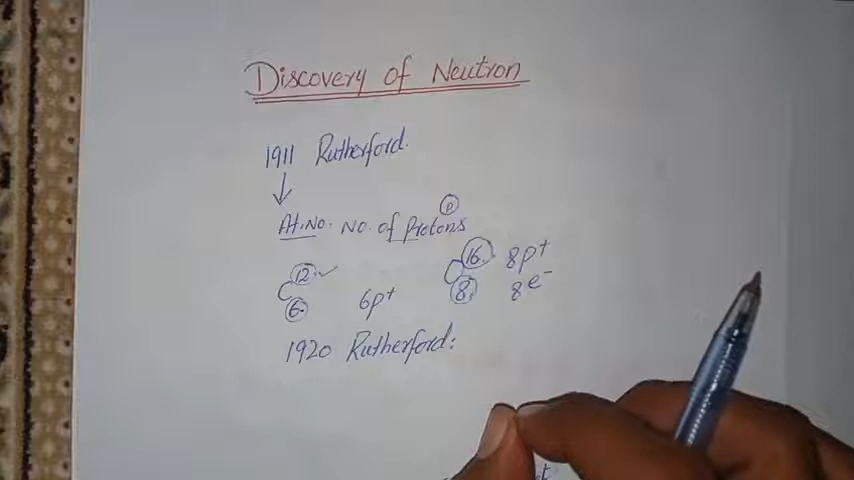 Discovery of Neutron
1911 Rutherford.
↓
At.No. No. of Protons (P)
12 ✓ 16. 8p⁺
6. C 6p⁺ 8. O 8e⁻
1920 Rutherford: